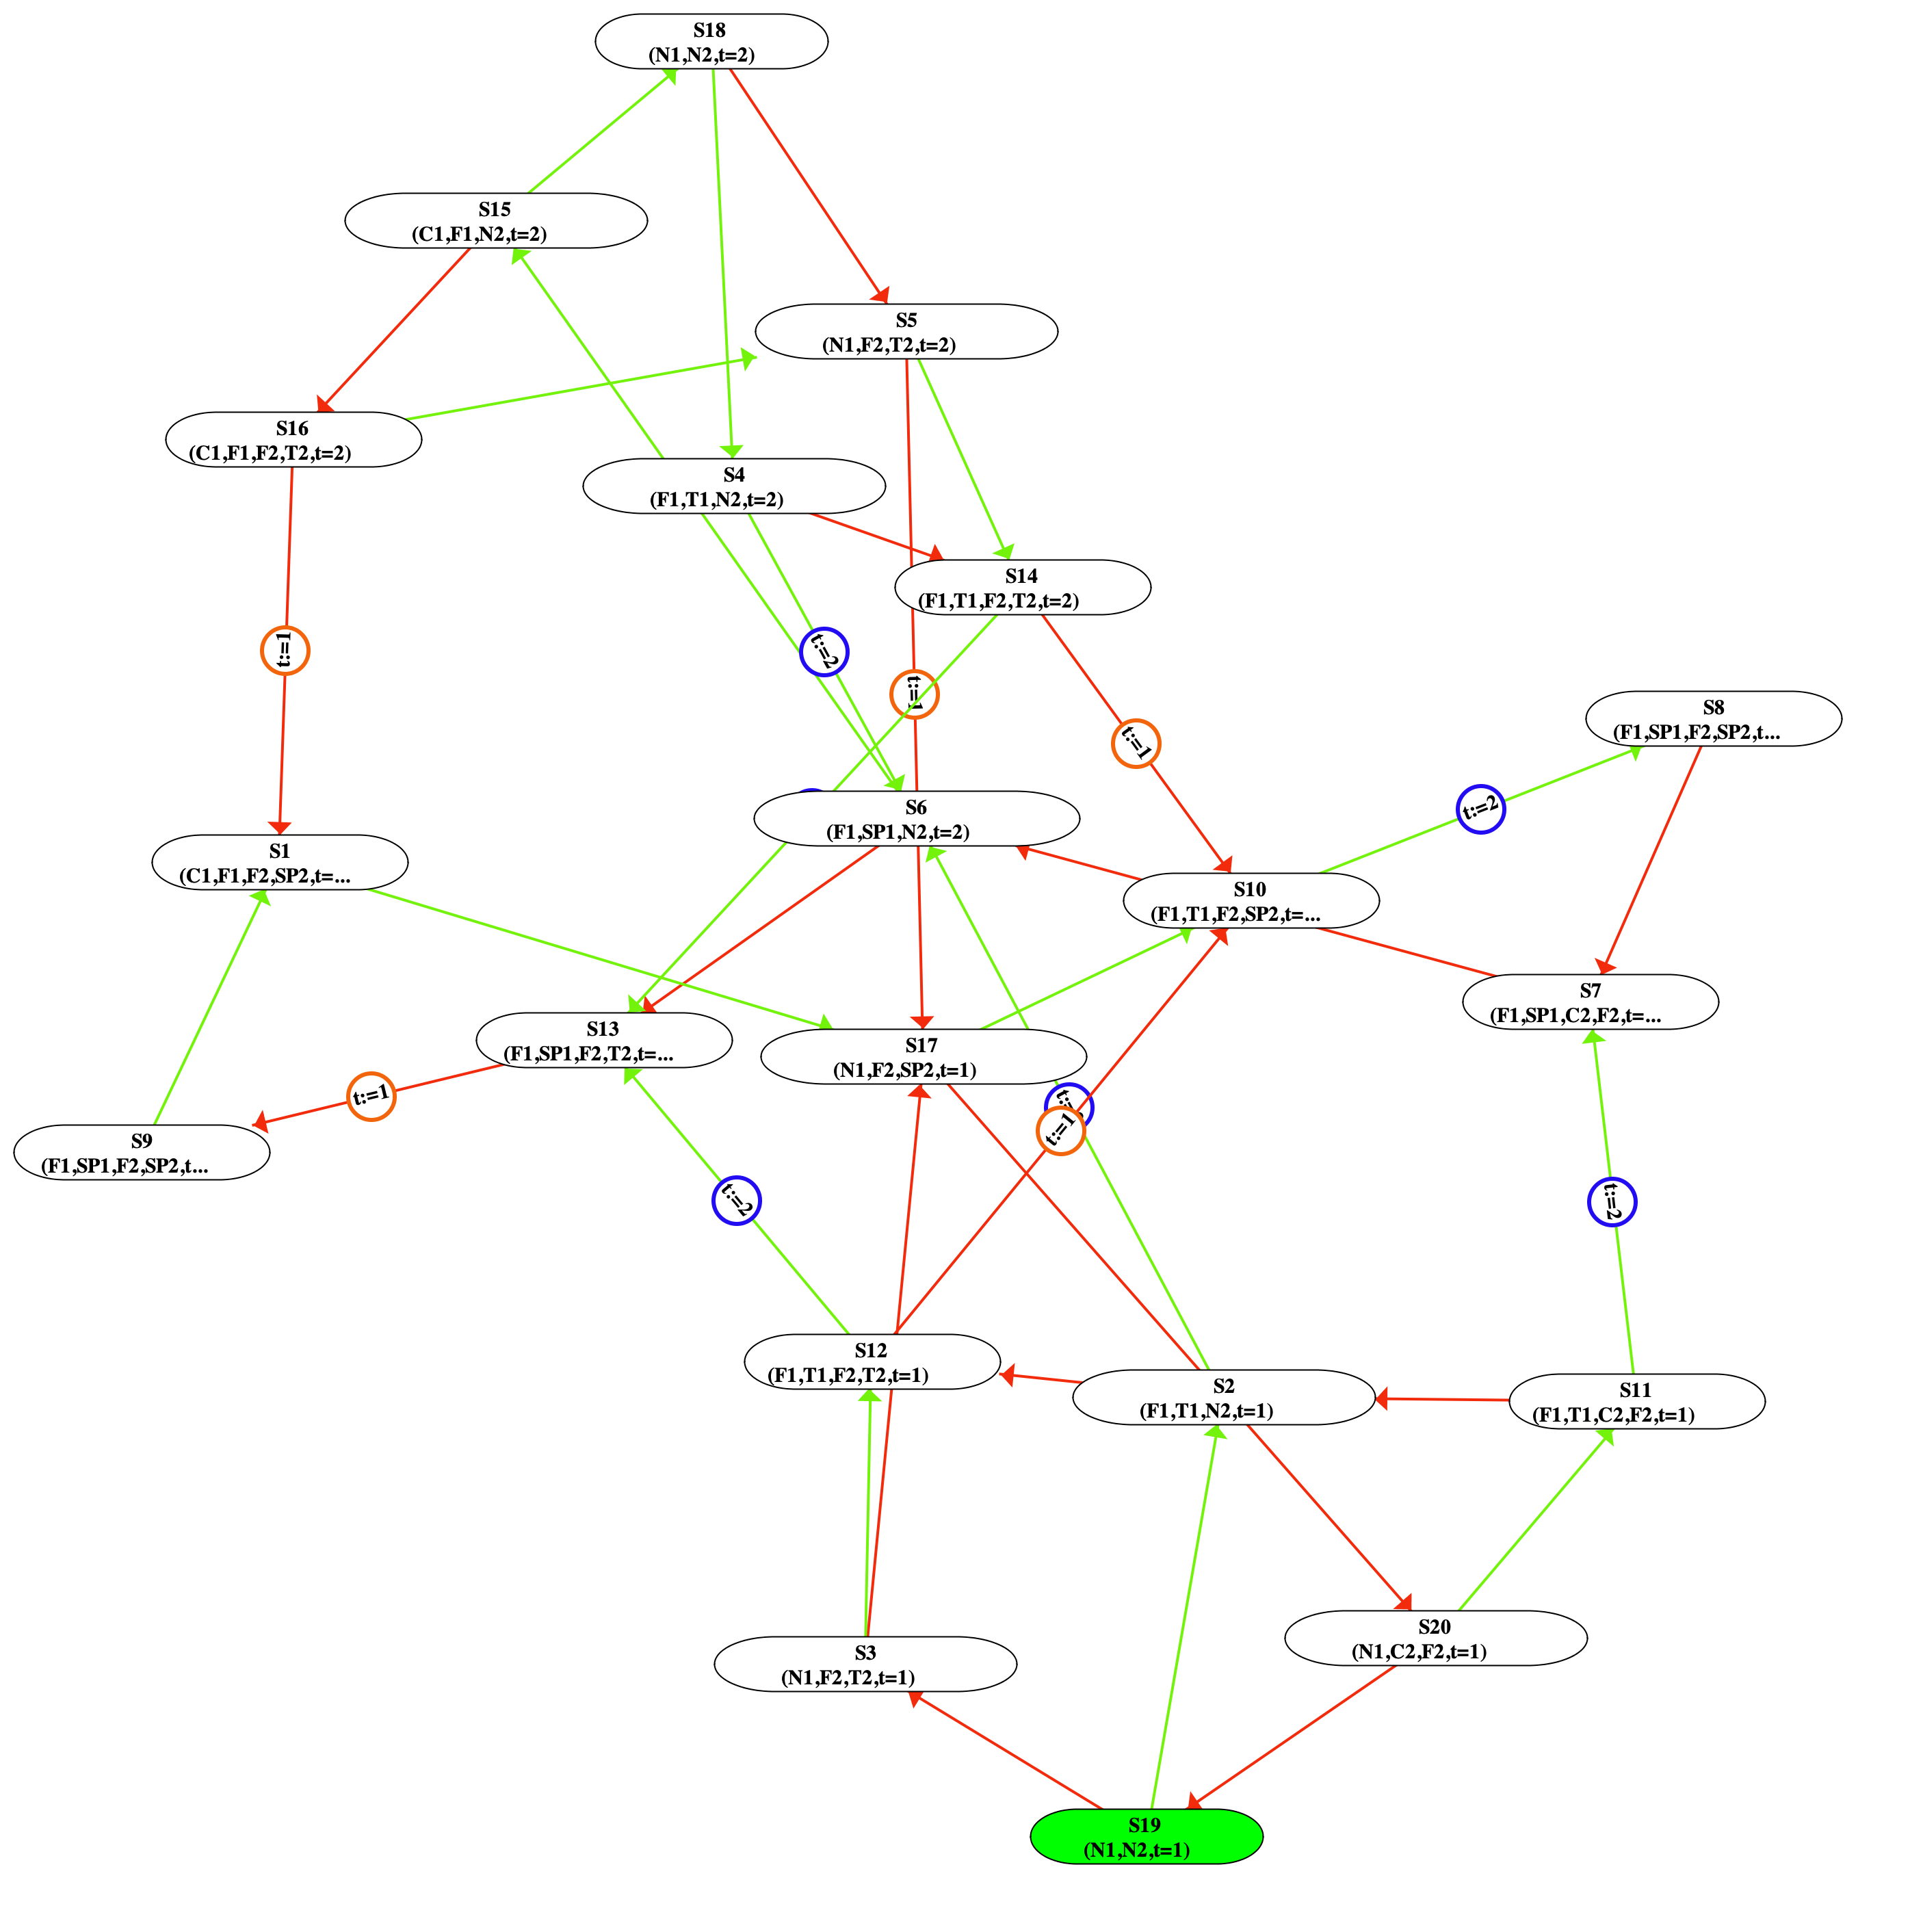 S18
(N1,N2,t=2)
S15
(C1,F1,N2,t=2)
S5
(N1,F2,T2,t=2)
S16
(C1,F1,F2,T2,t=2)
S4
(F1,T1,N2,t=2)
S14
(F1,T1,F2,T2,t=2)
t:=1
t:=2
t:=1
t:=1
S8
(F1,SP1,F2,SP2,t...
t:=2
S6
(F1,SP1,N2,t=2)
S1
(C1,F1,F2,SP2,t=...
S10
(F1,T1,F2,SP2,t=...
S7
(F1,SP1,C2,F2,t=...
S13
(F1,SP1,F2,T2,t=...
S17
(N1,F2,SP2,t=1)
t:=1
t:=1
S9
(F1,SP1,F2,SP2,t...
t:=2
t:=2
S12
(F1,T1,F2,T2,t=1)
S2
(F1,T1,N2,t=1)
S11
(F1,T1,C2,F2,t=1)
S3
(N1,F2,T2,t=1)
S20
(N1,C2,F2,t=1)
S19
(N1,N2,t=1)